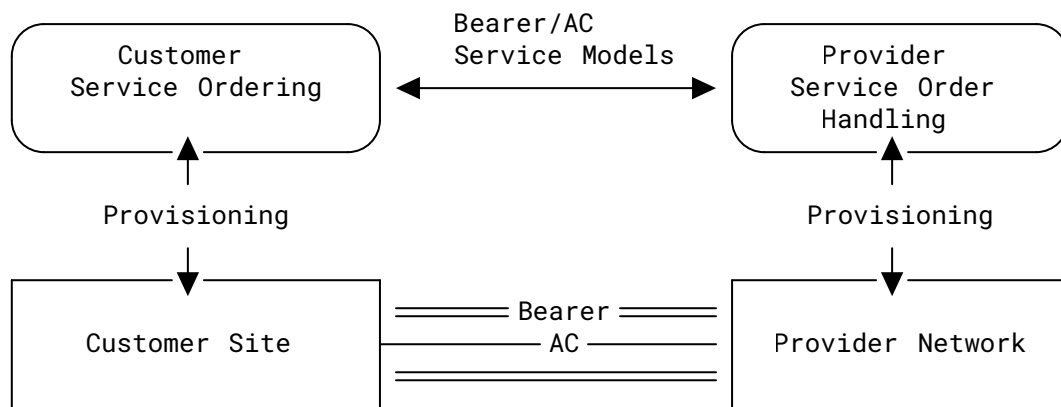 Bearer/AC
Service Models
Customer
Service Ordering
Provider
Service Order
Handling
Provisioning
Provisioning
Bearer
Customer Site
AC
Provider Network